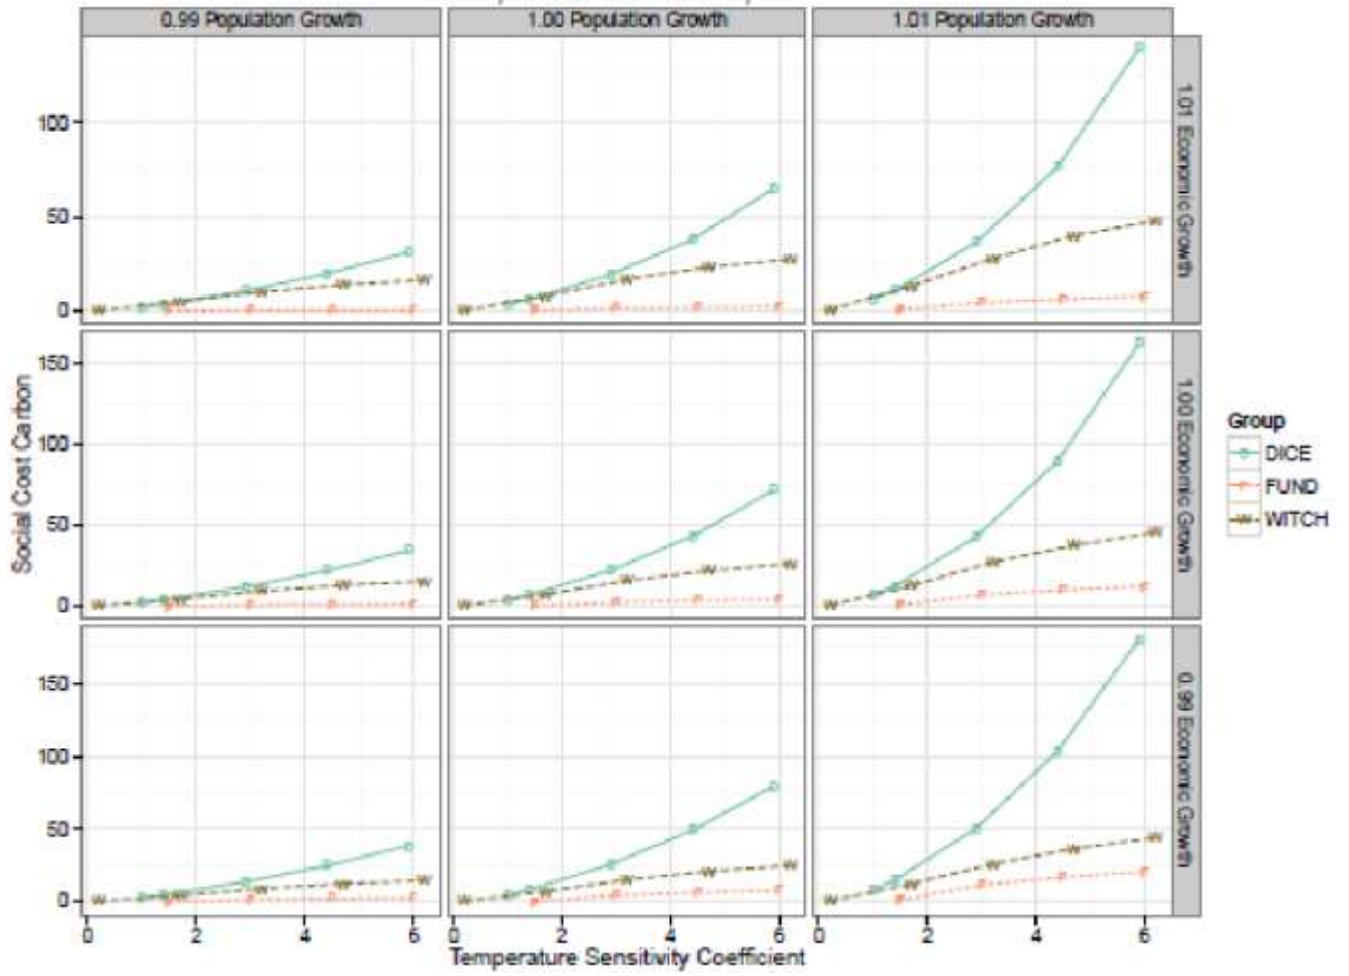 0.99 Population Growth
1.00 Population Growth
1.01 Population Growth
100
50
0
1.01 Economic Growth
150
100
50
0
1.00 Economic Growth
150
100
50
0
0.99 Economic Growth
Social Cost Carbon
0 2 4 6
0 2 4 6
0 2 4 6
Temperature Sensitivity Coefficient
Group
DICE
FUND
WITCH